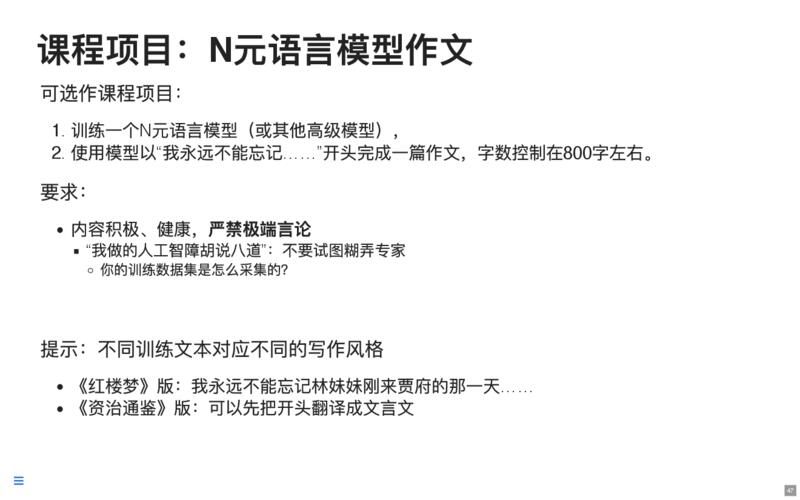 课程项目：N元语言模型作文
可选作课程项目：
1. 训练一个N元语言模型（或其他高级模型），
2. 使用模型以“我永远不能忘记……”开头完成一篇作文，字数控制在800字左右。
要求：
• 内容积极、健康，严禁极端言论
▪ “我做的人工智障胡说八道”：不要试图糊弄专家
○ 你的训练数据集是怎么采集的?
提示：不同训练文本对应不同的写作风格
• 《红楼梦》版：我永远不能忘记林妹妹刚来贾府的那一天……
• 《资治通鉴》版：可以先把开头翻译成文言文
47